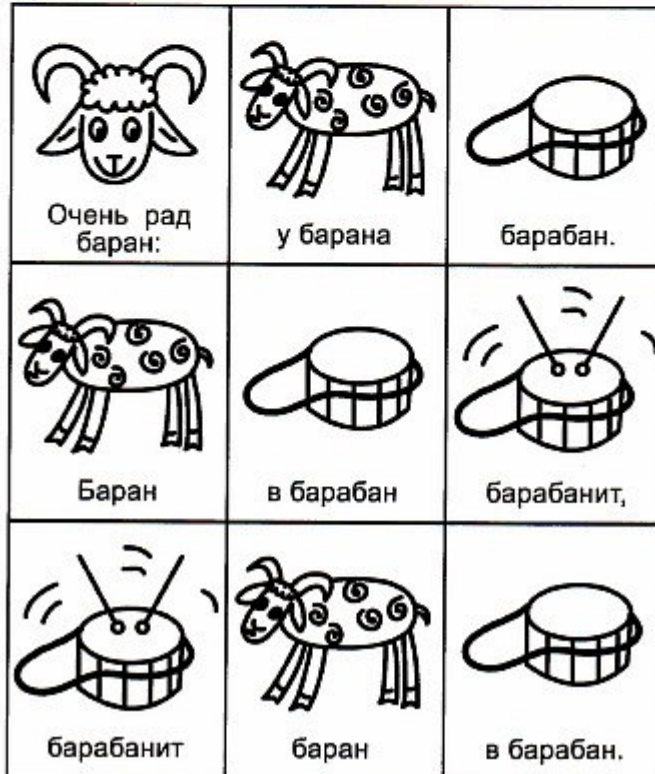 Очень рад
баран:
у барана
барабан.
Баран
в барабан
барабанит,
барабанит
баран
в барабан.